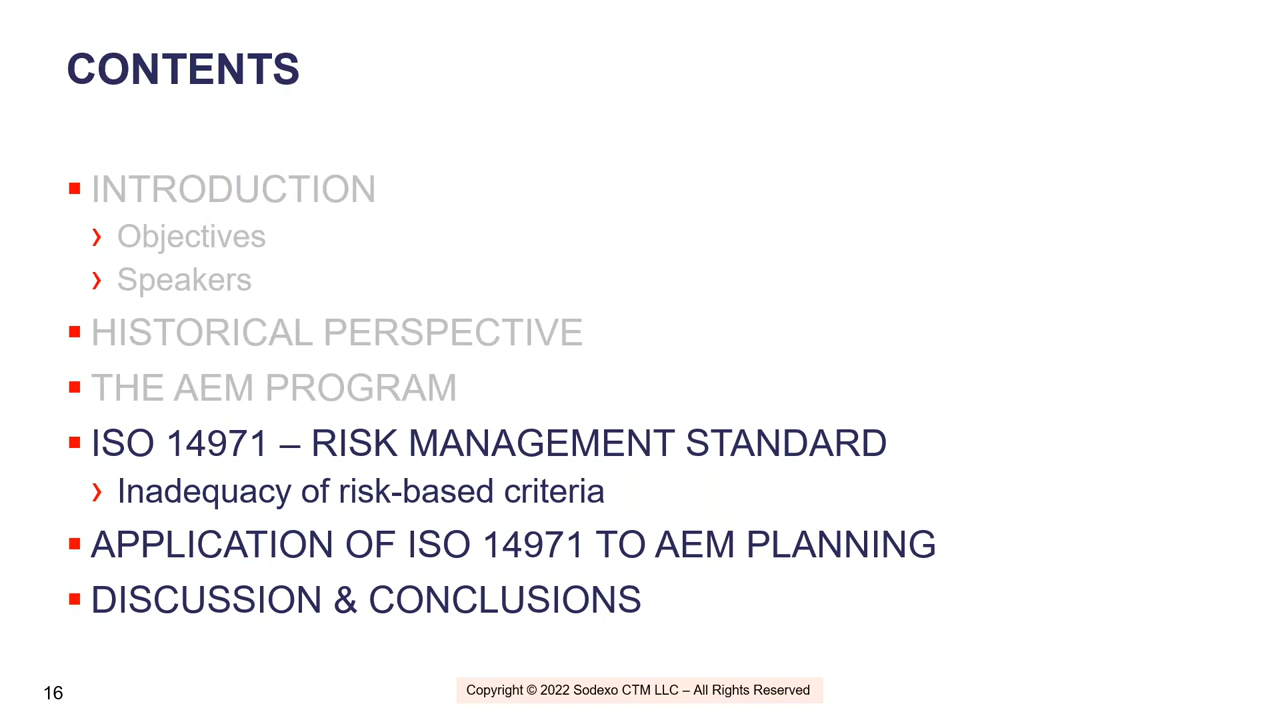 CONTENTS
INTRODUCTION
Objectives
Speakers
HISTORICAL PERSPECTIVE
THE AEM PROGRAM
ISO 14971 – RISK MANAGEMENT STANDARD
Inadequacy of risk-based criteria
APPLICATION OF ISO 14971 TO AEM PLANNING
DISCUSSION & CONCLUSIONS
16
Copyright © 2022 Sodexo CTM LLC – All Rights Reserved